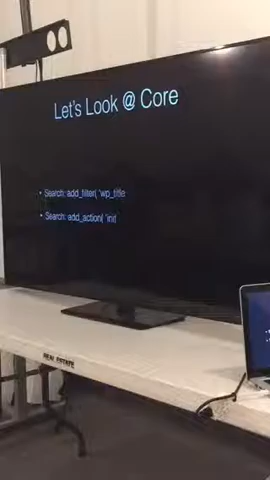 Let's Look @ Core
• Search: add_filter( 'wp_title
• Search: add_action( 'init
REAL ESTATE